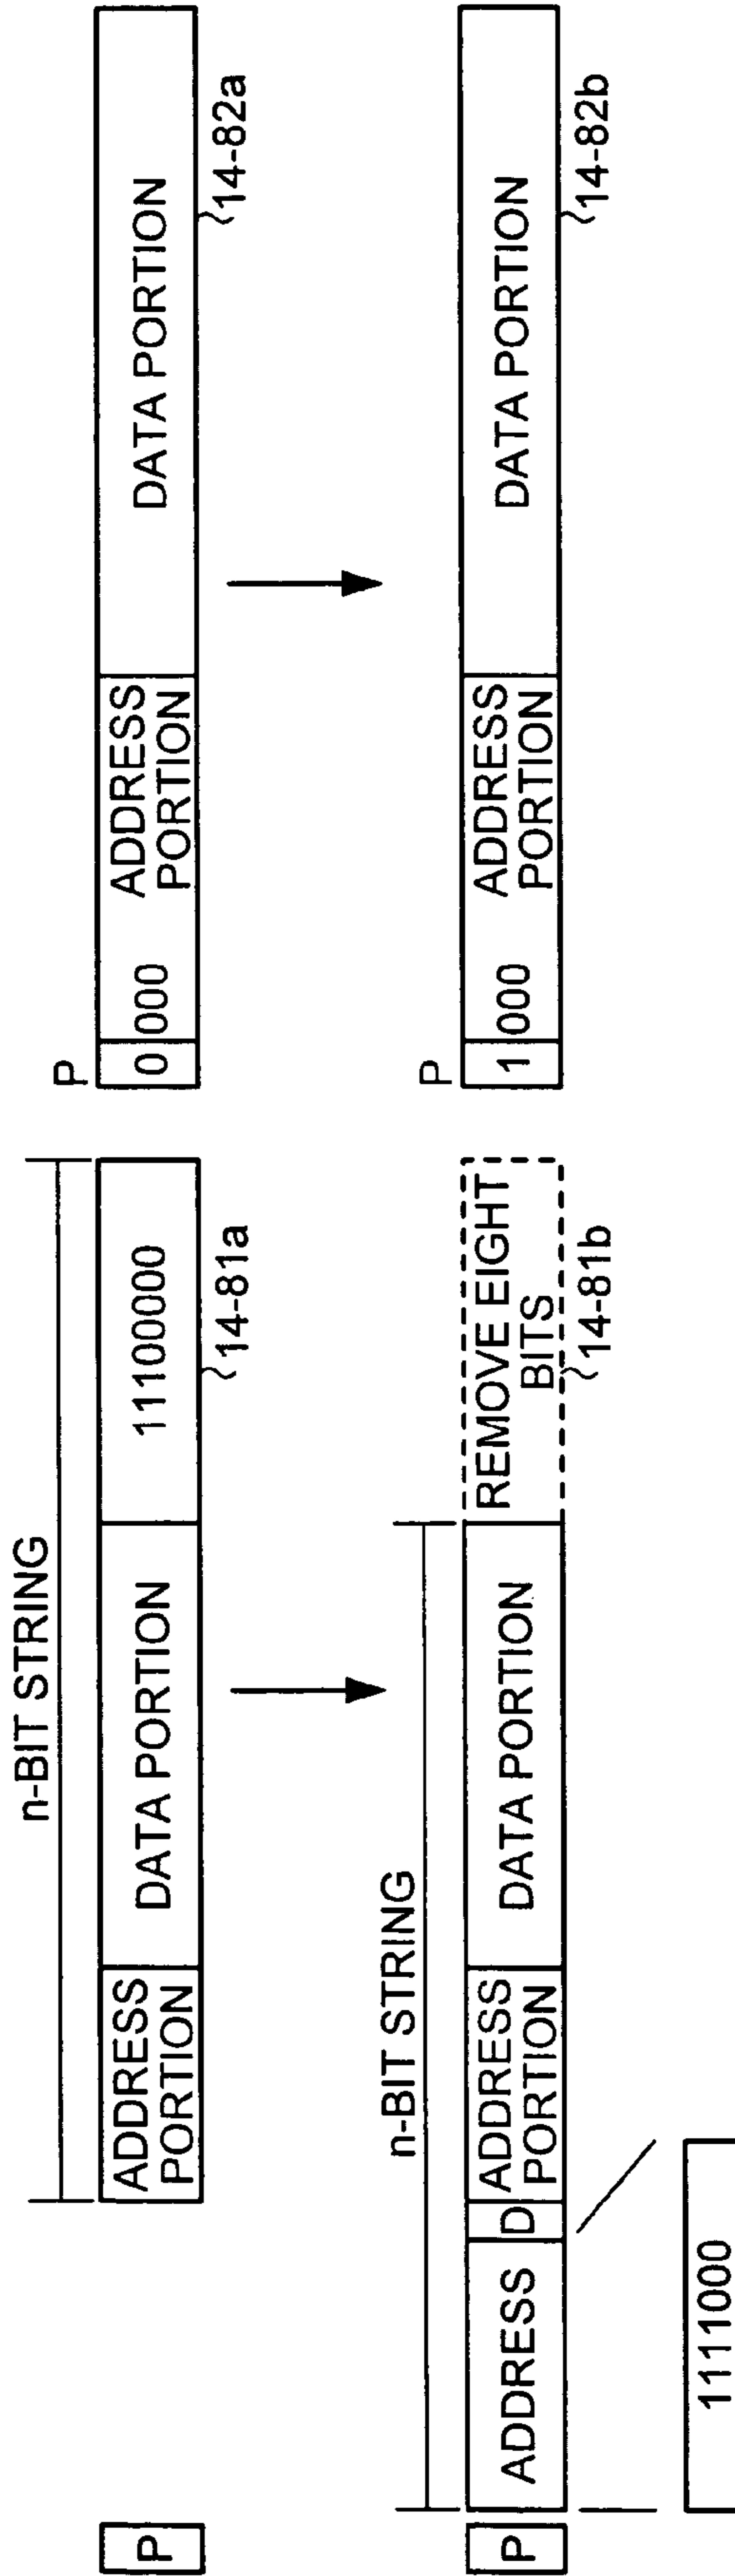 n-BIT STRING
P
ADDRESS
PORTION
DATA PORTION
11100000
14-81a
n-BIT STRING
P
ADDRESS
D
ADDRESS
PORTION
DATA PORTION
REMOVE EIGHT
BITS
14-81b
1111000
P
0
000
ADDRESS
PORTION
DATA PORTION
14-82a
P
1
000
ADDRESS
PORTION
DATA PORTION
14-82b